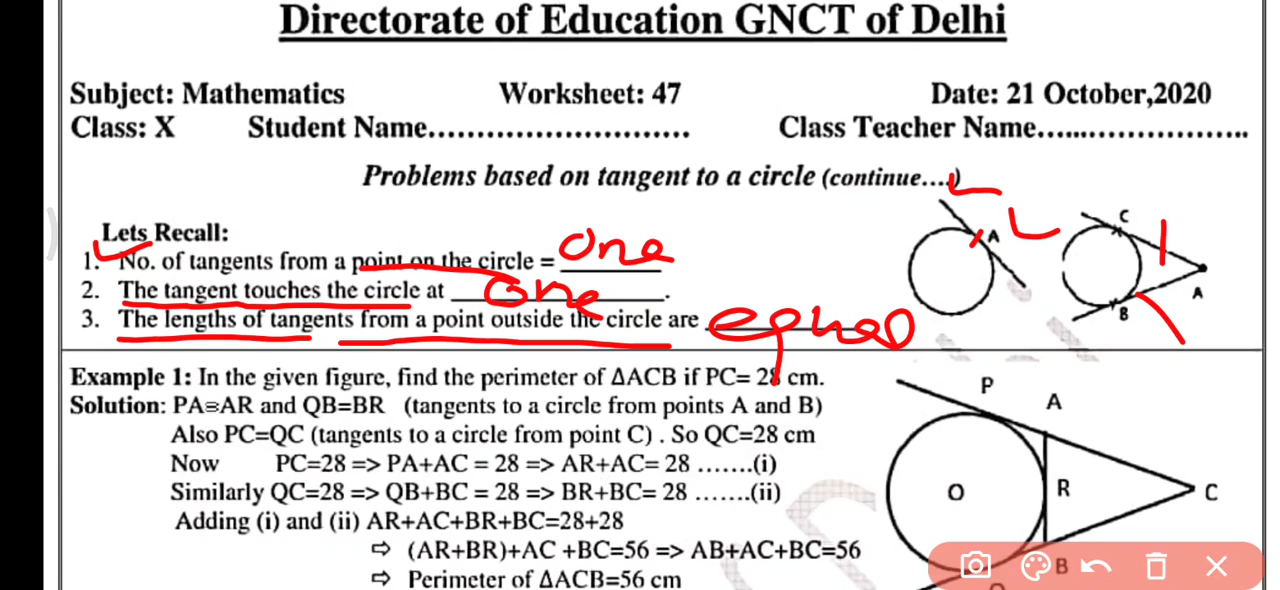 Directorate of Education GNCT of Delhi
Subject: Mathematics Worksheet: 47 Date: 21 October,2020
Class: X Student Name........................... Class Teacher Name......................
Problems based on tangent to a circle (continue....)
Lets Recall:
1. No. of tangents from a point on the circle = one
2. The tangent touches the circle at one.
3. The lengths of tangents from a point outside the circle are equal
A
C
A
B
Example 1: In the given figure, find the perimeter of ΔACB if PC= 28 cm.
Solution: PA=AR and QB=BR (tangents to a circle from points A and B)
Also PC=QC (tangents to a circle from point C) . So QC=28 cm
Now PC=28 => PA+AC = 28 => AR+AC= 28 .......(i)
Similarly QC=28 => QB+BC = 28 => BR+BC= 28 .......(ii)
Adding (i) and (ii) AR+AC+BR+BC=28+28
⇨ (AR+BR)+AC +BC=56 => AB+AC+BC=56
⇨ Perimeter of ΔACB=56 cm
P
A
O
R
C
B